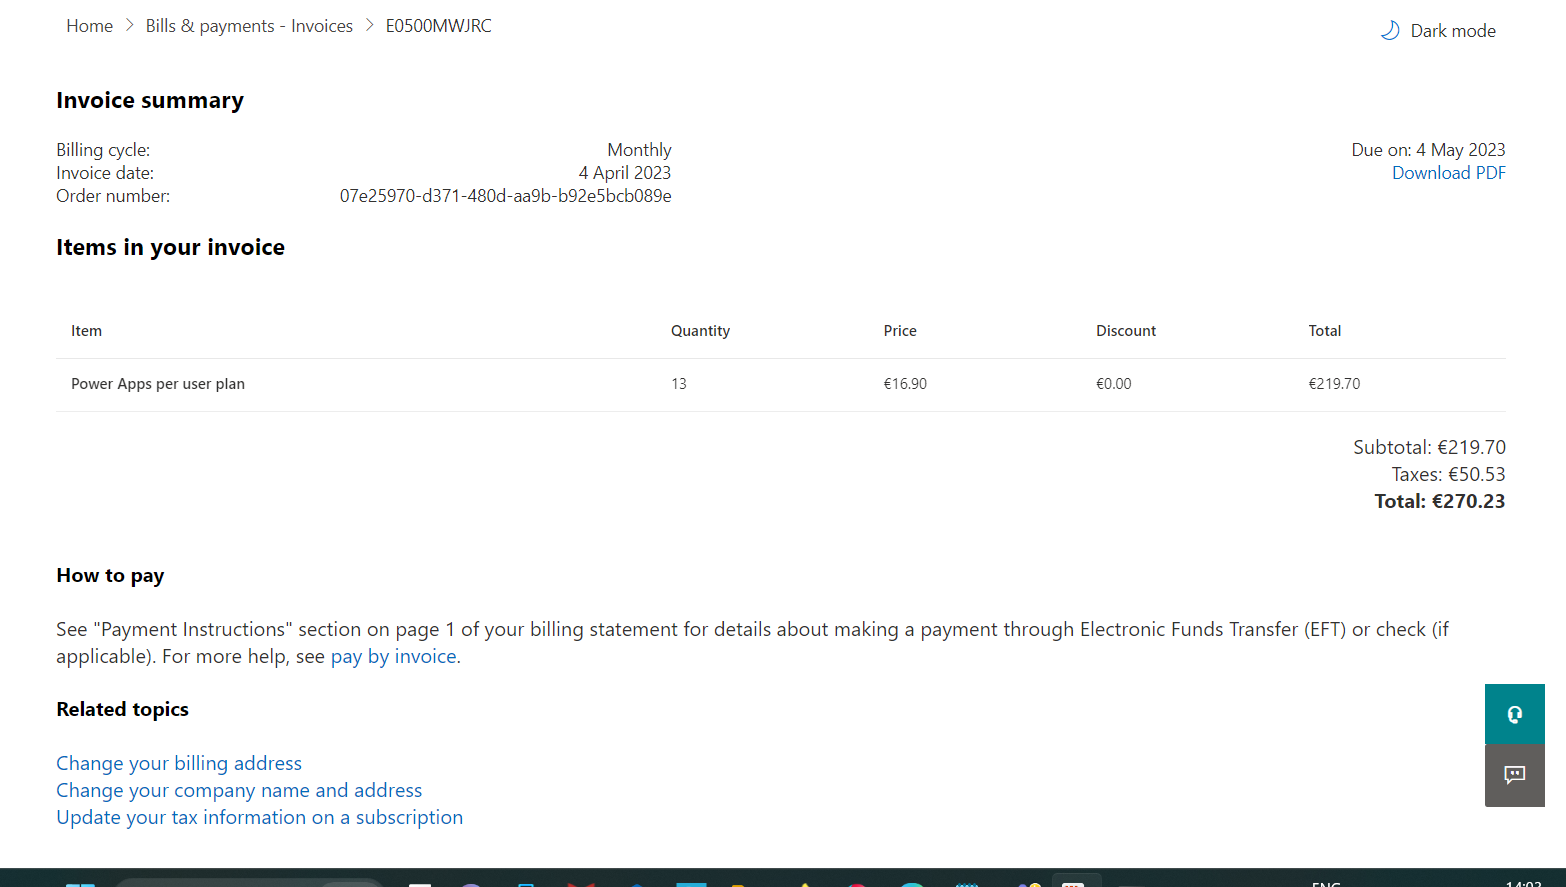 Home > Bills & payments - Invoices > E0500MWJRC
Dark mode
Invoice summary
Billing cycle: Monthly
Invoice date: 4 April 2023
Order number: 07e25970-d371-480d-aa9b-b92e5bcb089e
Due on: 4 May 2023
Download PDF
Items in your invoice
Item Quantity Price Discount Total
Power Apps per user plan 13 €16.90 €0.00 €219.70
Subtotal: €219.70
Taxes: €50.53
Total: €270.23
How to pay
See "Payment Instructions" section on page 1 of your billing statement for details about making a payment through Electronic Funds Transfer (EFT) or check (if
applicable). For more help, see pay by invoice.
Related topics
Change your billing address
Change your company name and address
Update your tax information on a subscription